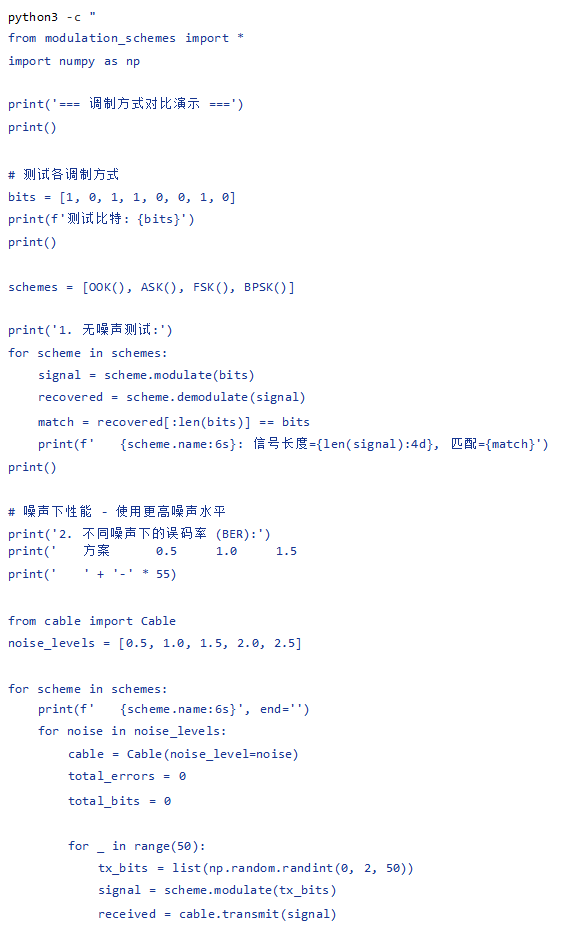 python3 -c "
from modulation_schemes import *
import numpy as np
print('=== 调制方式对比演示 ===')
print()
# 测试各调制方式
bits = [1, 0, 1, 1, 0, 0, 1, 0]
print(f'测试比特: {bits}')
print()
schemes = [OOK(), ASK(), FSK(), BPSK()]
print('1. 无噪声测试:')
for scheme in schemes:
    signal = scheme.modulate(bits)
    recovered = scheme.demodulate(signal)
    match = recovered[:len(bits)] == bits
    print(f'   {scheme.name:6s}: 信号长度={len(signal):4d}, 匹配={match}')
print()
# 噪声下性能 - 使用更高噪声水平
print('2. 不同噪声下的误码率 (BER):')
print('   方案      0.5     1.0     1.5
print('   ' + '-' * 55)
from cable import Cable
noise_levels = [0.5, 1.0, 1.5, 2.0, 2.5]
for scheme in schemes:
    print(f'   {scheme.name:6s}', end='')
    for noise in noise_levels:
        cable = Cable(noise_level=noise)
        total_errors = 0
        total_bits = 0
        for _ in range(50):
            tx_bits = list(np.random.randint(0, 2, 50))
            signal = scheme.modulate(tx_bits)
            received = cable.transmit(signal)